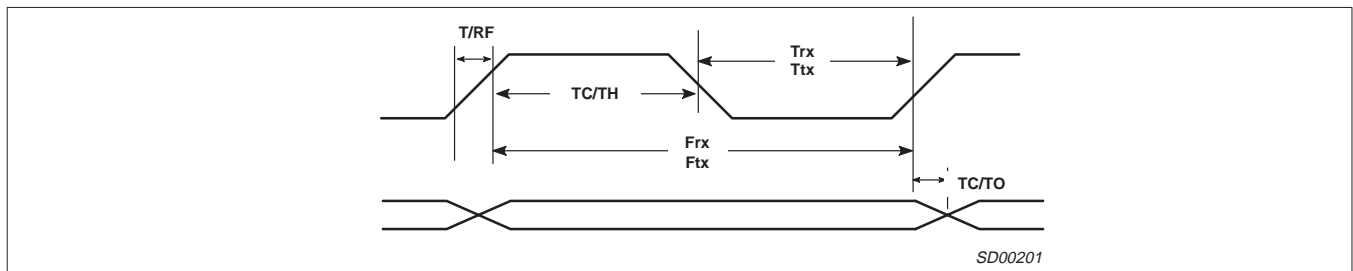 T/RF
Trx
Ttx
TC/TH
Frx
Ftx
TC/TO
SD00201